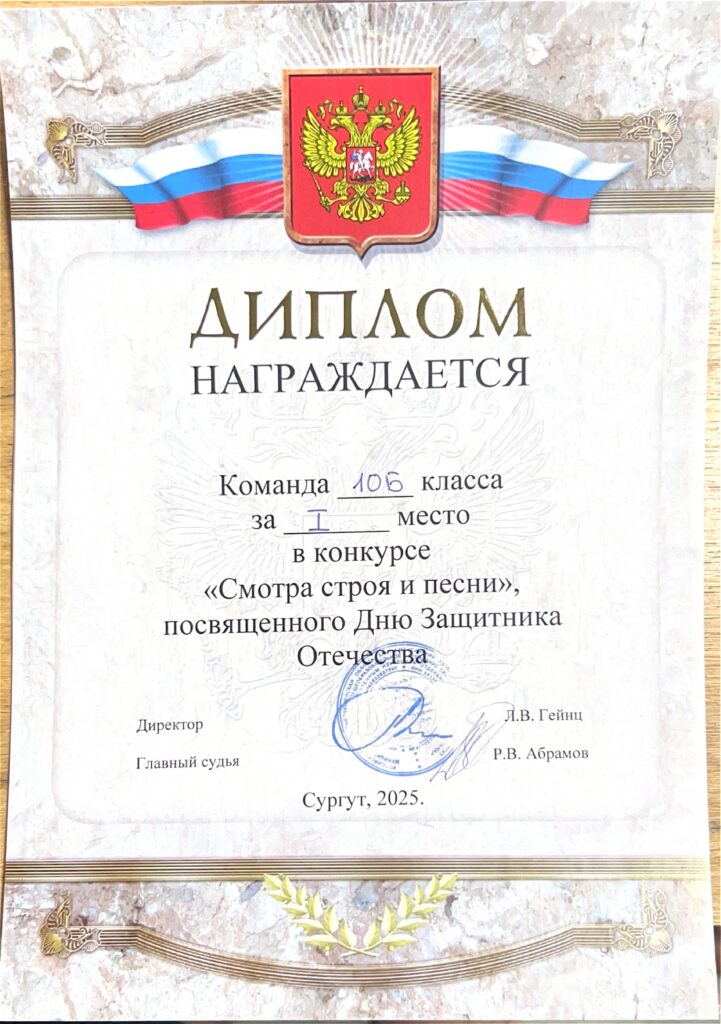 ДИПЛОМ
НАГРАЖДАЕТСЯ
Команда 10Б класса
за I место
в конкурсе
«Смотра строя и песни»,
посвященного Дню Защитника
Отечества
Директор Л.В. Гейнц
Главный судья Р.В. Абрамов
Сургут, 2025.